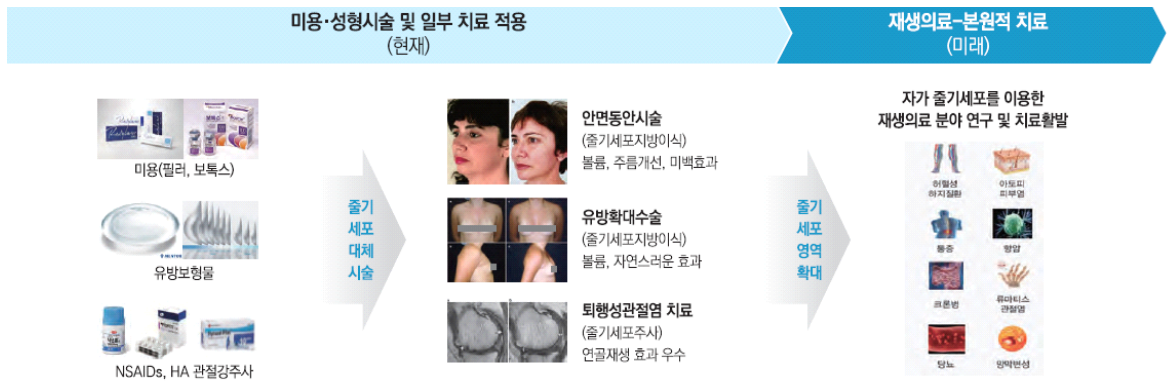 미용·성형시술 및 일부 치료 적용
(현재)
재생의료-본원적 치료
(미래)
미용(필러, 보톡스)
유방보형물
NSAIDs, HA 관절강주사
줄기
세포
대체
시술
안면동안시술
(줄기세포지방이식)
볼륨, 주름개선, 미백효과
유방확대수술
(줄기세포지방이식)
볼륨, 자연스러운 효과
퇴행성관절염 치료
(줄기세포주사)
연골재생 효과 우수
줄기
세포
영역
확대
자가 줄기세포를 이용한
재생의료 분야 연구 및 치료활발
허혈성
하지질환
아토피
피부염
통증
항암
크론병
류마티스
관절염
당뇨
망막변성